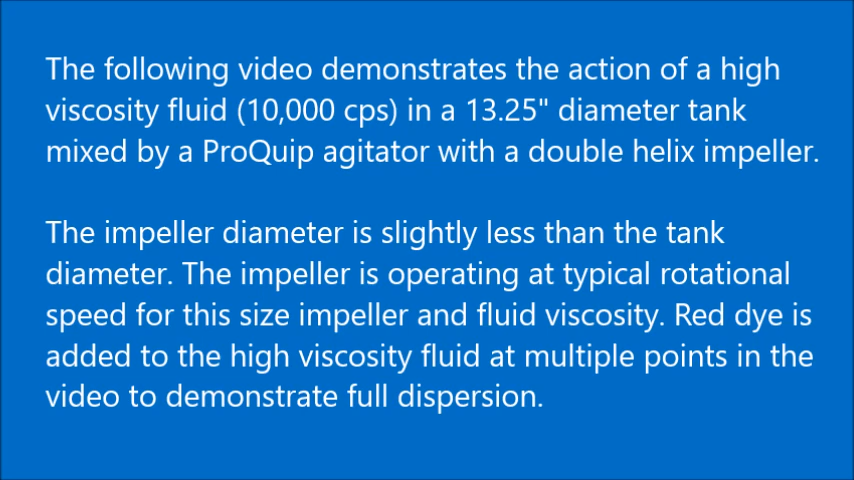 The following video demonstrates the action of a high
viscosity fluid (10,000 cps) in a 13.25" diameter tank
mixed by a ProQuip agitator with a double helix impeller.
The impeller diameter is slightly less than the tank
diameter. The impeller is operating at typical rotational
speed for this size impeller and fluid viscosity. Red dye is
added to the high viscosity fluid at multiple points in the
video to demonstrate full dispersion.